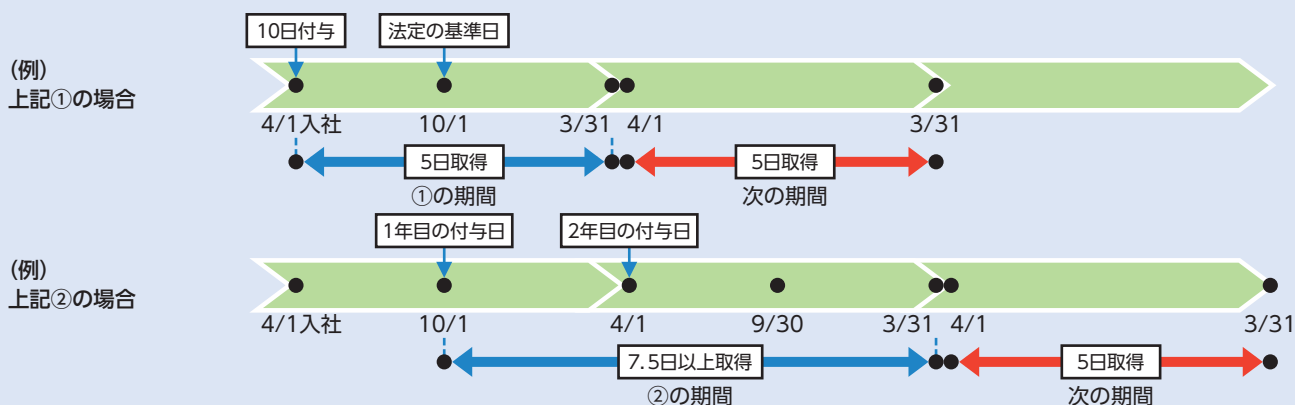 10日付与 法定の基準日
(例)
上記①の場合
4/1入社 10/1 3/31 4/1 3/31
5日取得 5日取得
①の期間 次の期間
1年目の付与日 2年目の付与日
(例)
上記②の場合
4/1入社 10/1 4/1 9/30 3/31 4/1 3/31
7.5日以上取得 5日取得
②の期間 次の期間